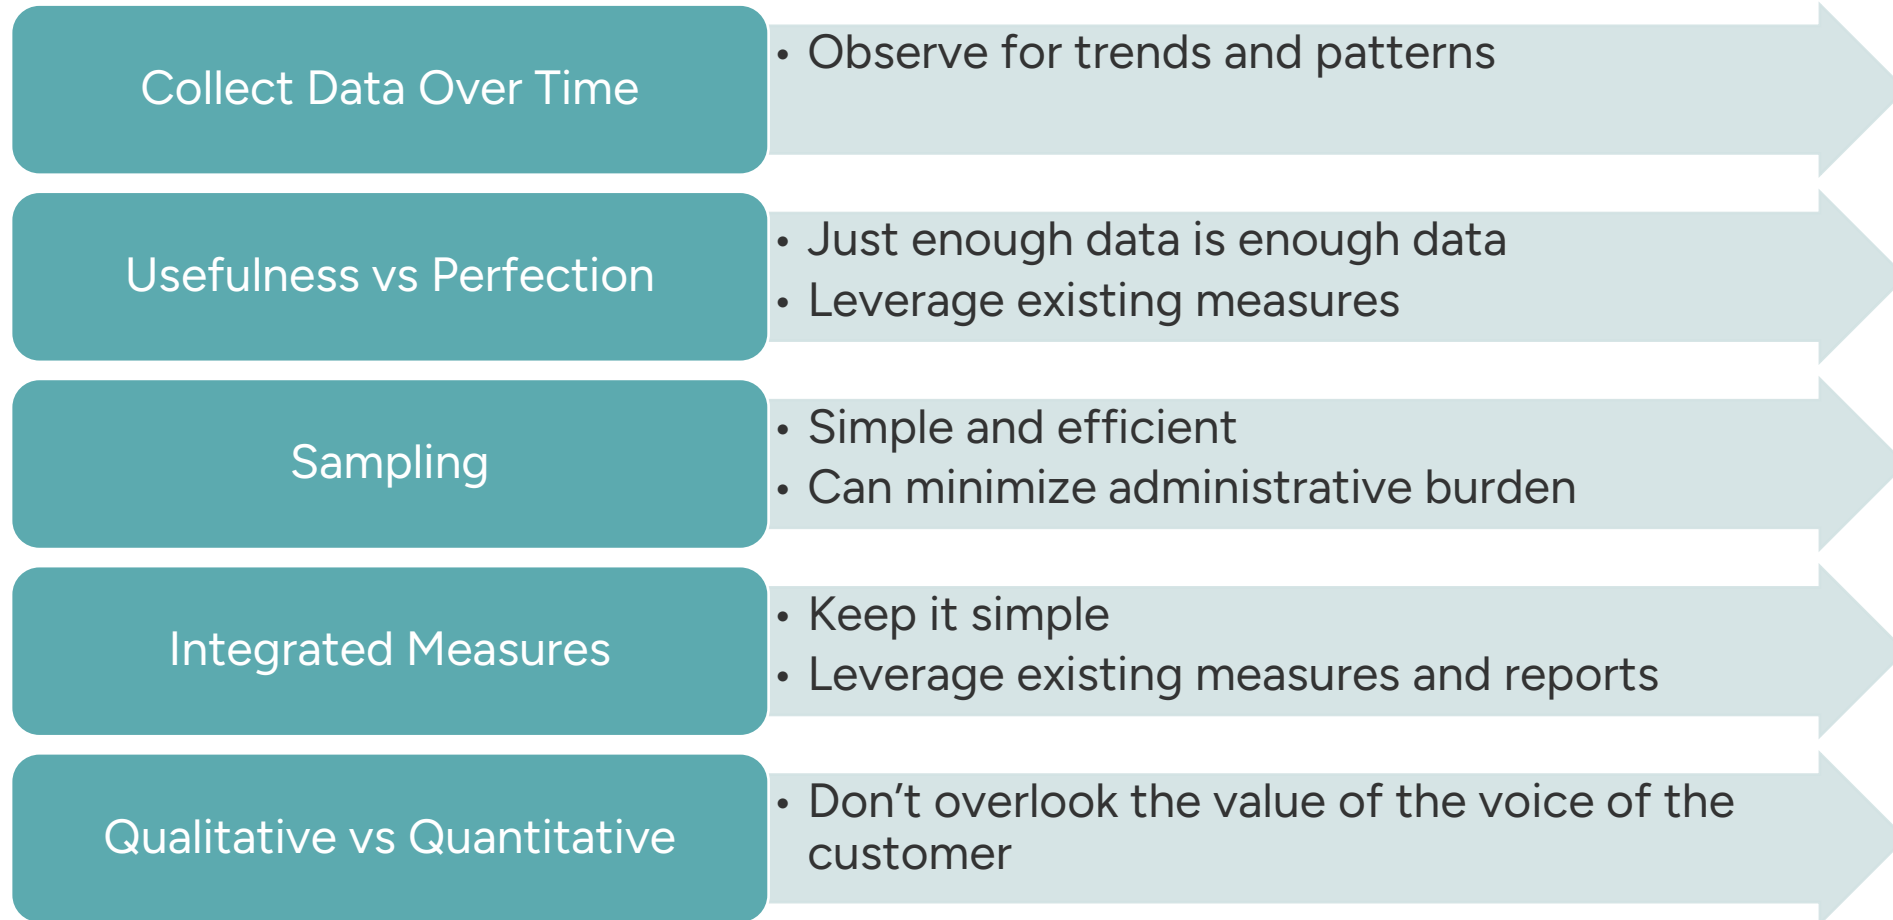 Collect Data Over Time
• Observe for trends and patterns
Usefulness vs Perfection
• Just enough data is enough data
• Leverage existing measures
Sampling
• Simple and efficient
• Can minimize administrative burden
Integrated Measures
• Keep it simple
• Leverage existing measures and reports
Qualitative vs Quantitative
• Don’t overlook the value of the voice of the
customer